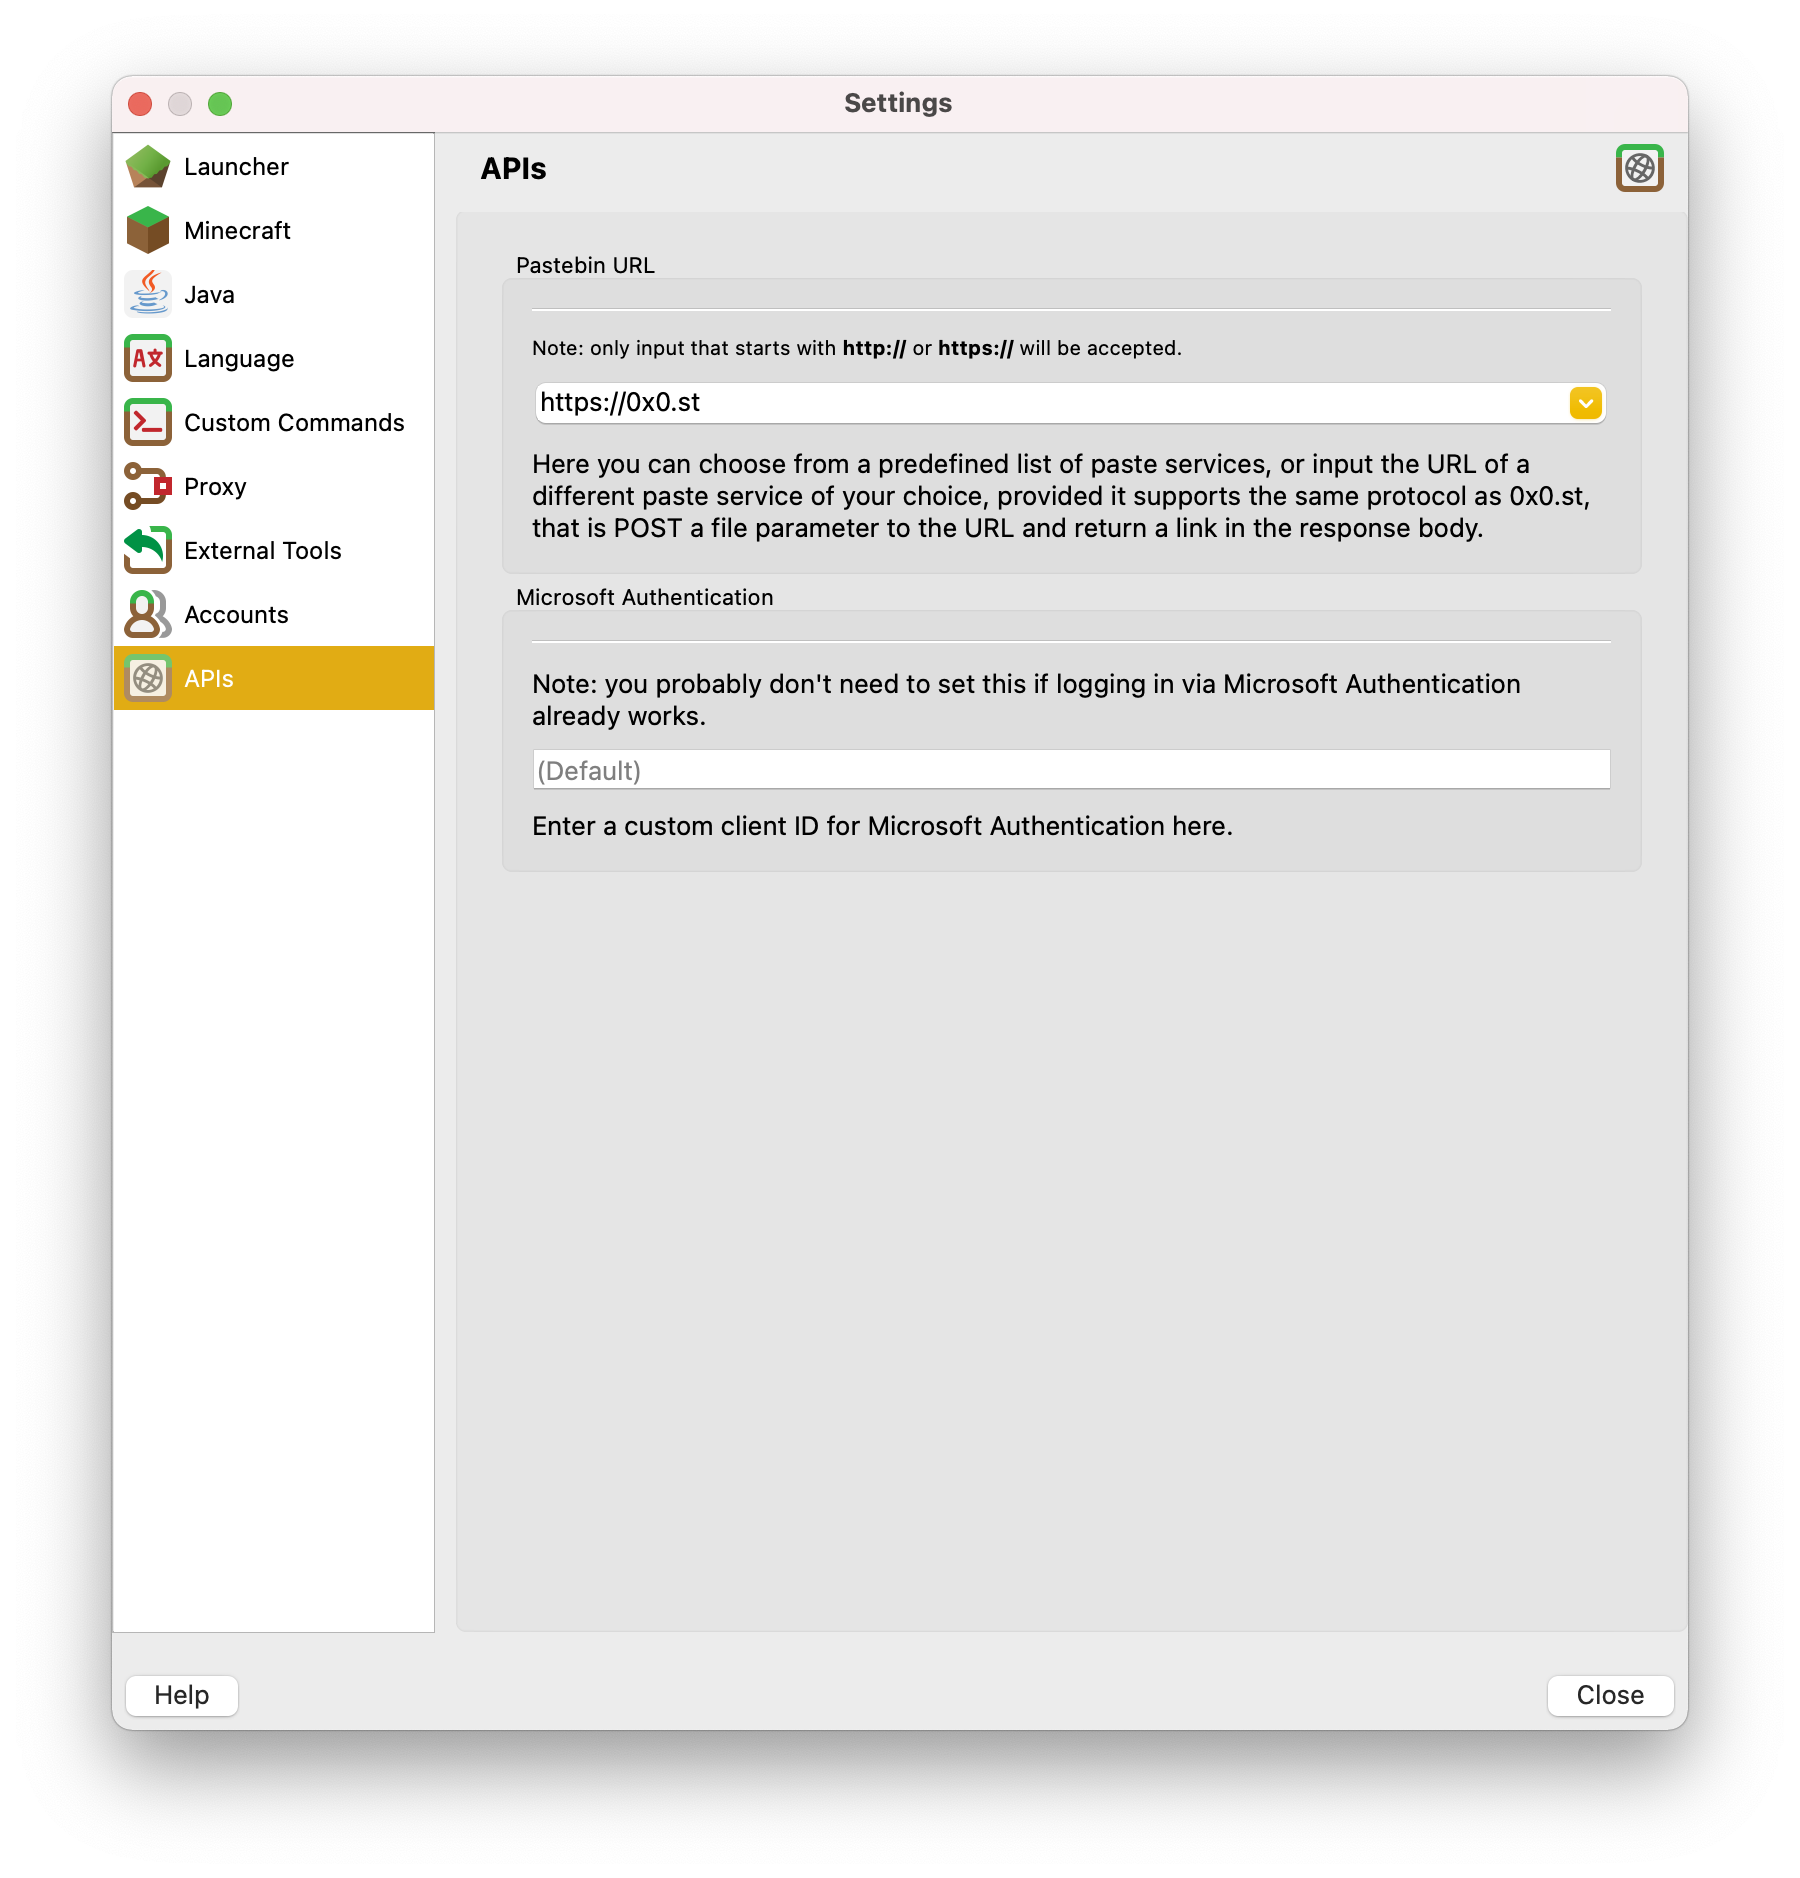 Settings
Launcher
Minecraft
Java
Language
Custom Commands
Proxy
External Tools
Accounts
APIs
APIs
Pastebin URL
Note: only input that starts with http:// or https:// will be accepted.
https://0x0.st
Here you can choose from a predefined list of paste services, or input the URL of a
different paste service of your choice, provided it supports the same protocol as 0x0.st,
that is POST a file parameter to the URL and return a link in the response body.
Microsoft Authentication
Note: you probably don't need to set this if logging in via Microsoft Authentication
already works.
(Default)
Enter a custom client ID for Microsoft Authentication here.
Help
Close